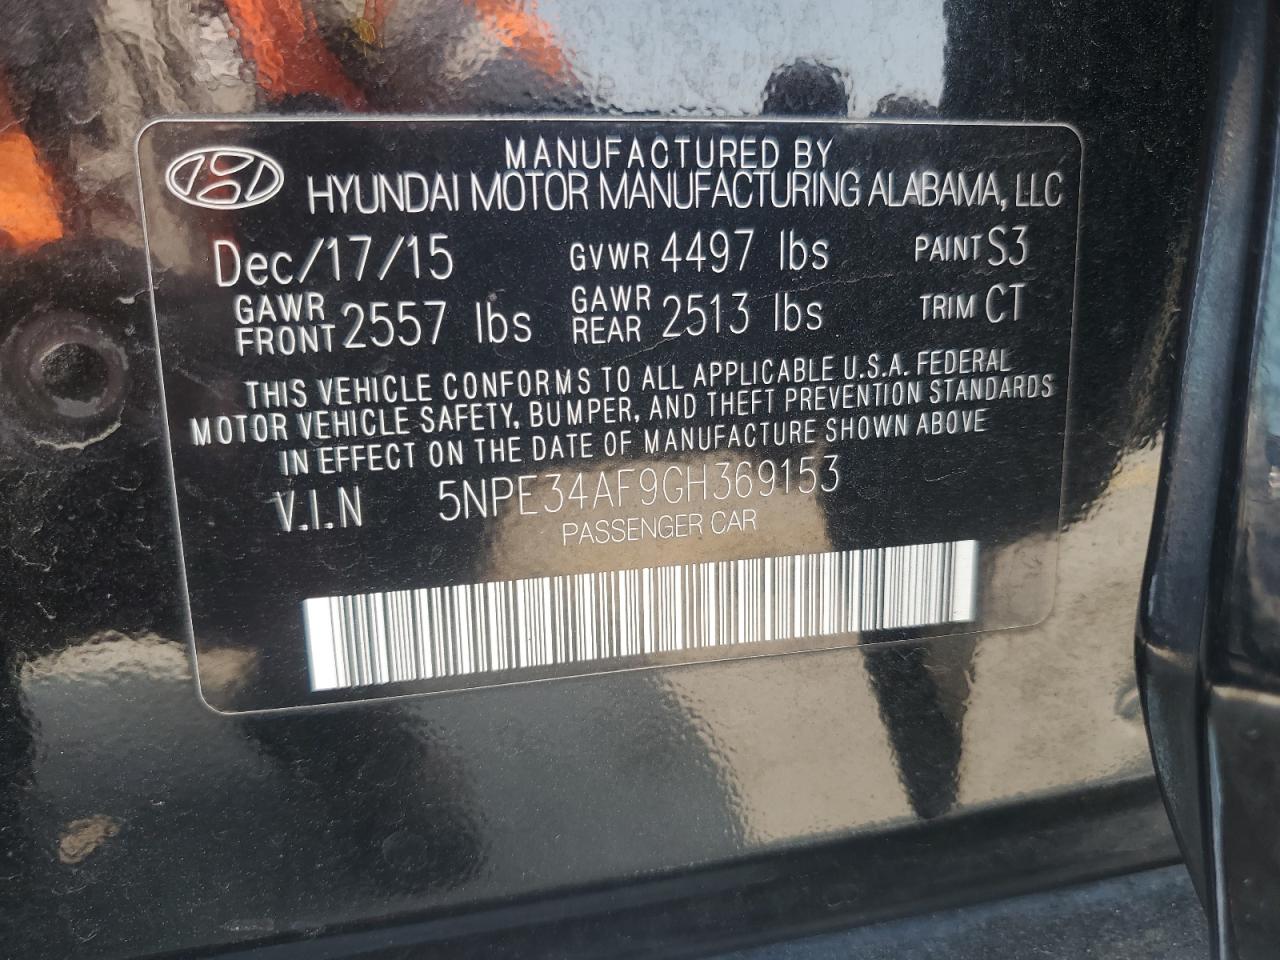 MANUFACTURED BY
HYUNDAI MOTOR MANUFACTURING ALABAMA, LLC
Dec/17/15 GVWR 4497 lbs PAINT S3
GAWR FRONT 2557 lbs GAWR REAR 2513 lbs TRIM CT
THIS VEHICLE CONFORMS TO ALL APPLICABLE U.S.A. FEDERAL
MOTOR VEHICLE SAFETY, BUMPER, AND THEFT PREVENTION STANDARDS
IN EFFECT ON THE DATE OF MANUFACTURE SHOWN ABOVE
V.I.N 5NPE34AF9GH369153
PASSENGER CAR